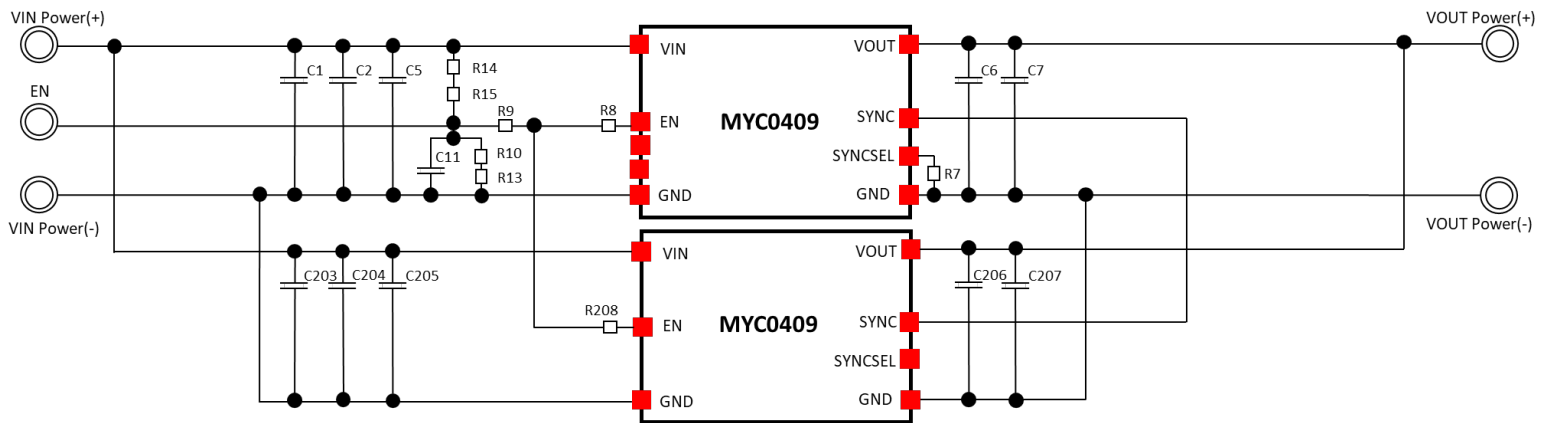 VIN Power(+)
VOUT Power(+)
VIN
VOUT
C1
C2
C5
R14
C6
C7
R15
EN
R9
R8
EN
MYC0409
SYNC
C11
R10
SYNCSEL
R13
R7
GND
GND
VIN Power(-)
VOUT Power(-)
VIN
VOUT
C203
C204
C205
C206
C207
R208
EN
MYC0409
SYNC
SYNCSEL
GND
GND